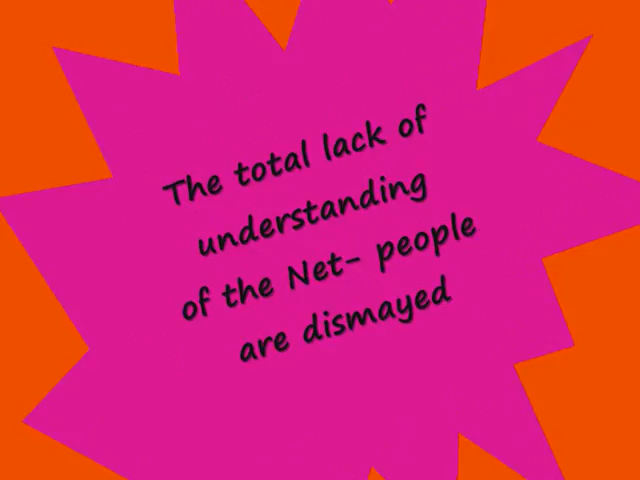 The total lack of
understanding
of the Net- people
are dismayed